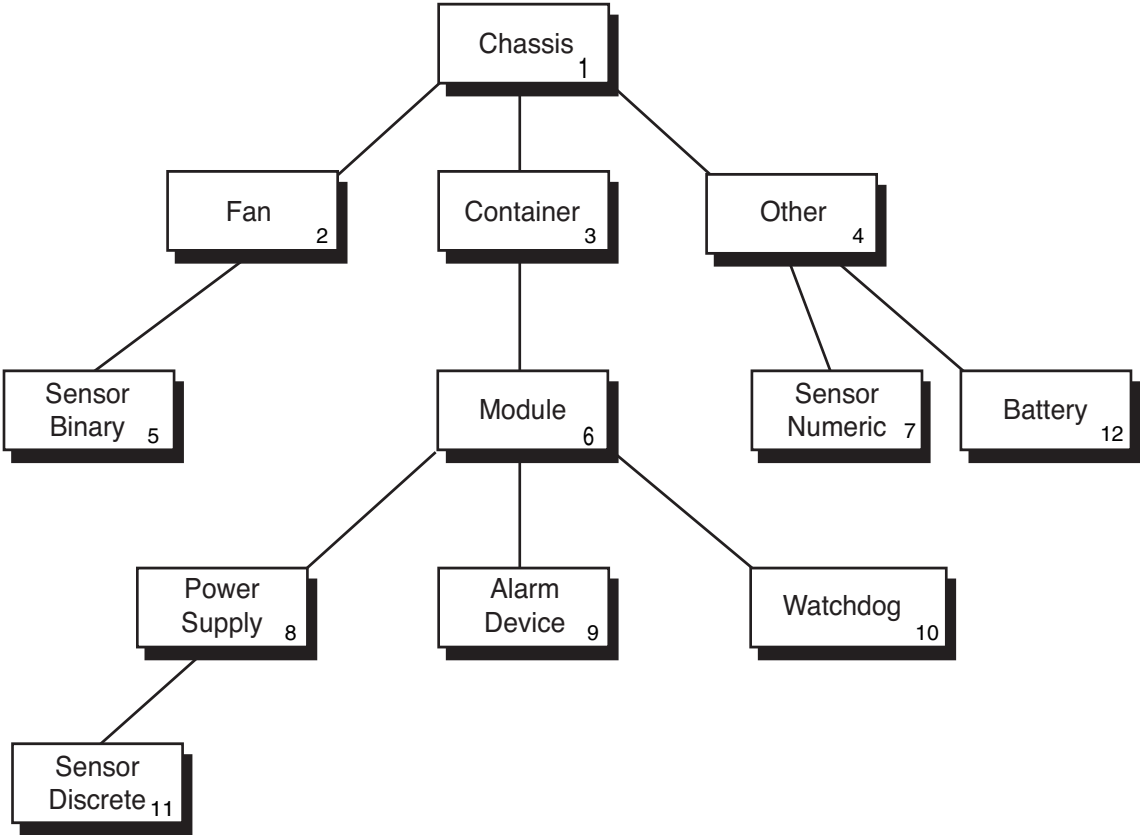 Chassis
1
Fan
2
Container
3
Other
4
Sensor
Binary 5
Module
6
Sensor
Numeric 7
Battery
12
Power
Supply 8
Alarm
Device 9
Watchdog
10
Sensor
Discrete 11